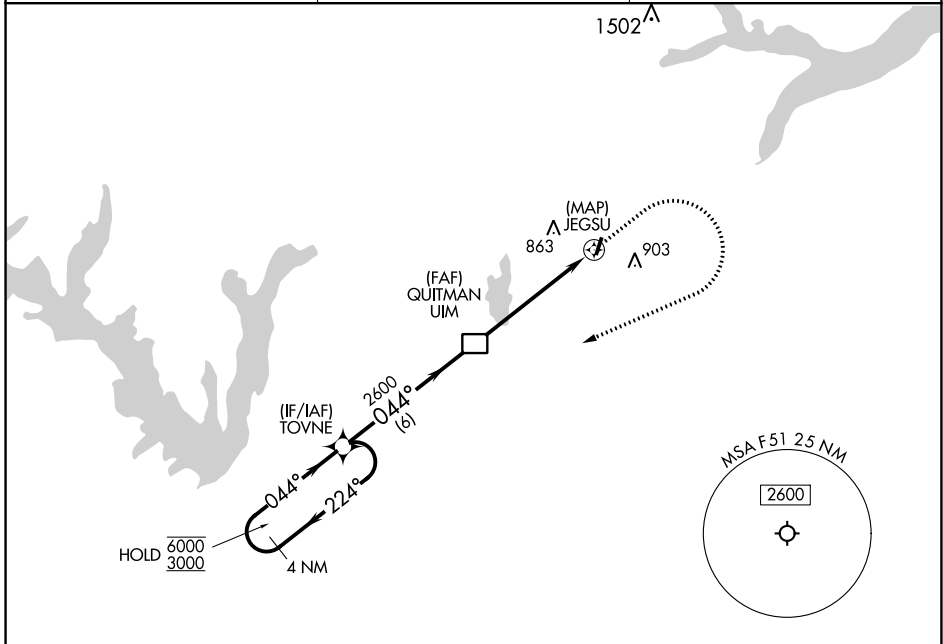 1502
(MAP)
JEGSU
863
903
(FAF)
QUITMAN
UIM
2600
044°
(6)
(IF/IAF)
TOVNE
044°
224°
HOLD 6000
3000
4 NM
MSA F51 25 NM
2600